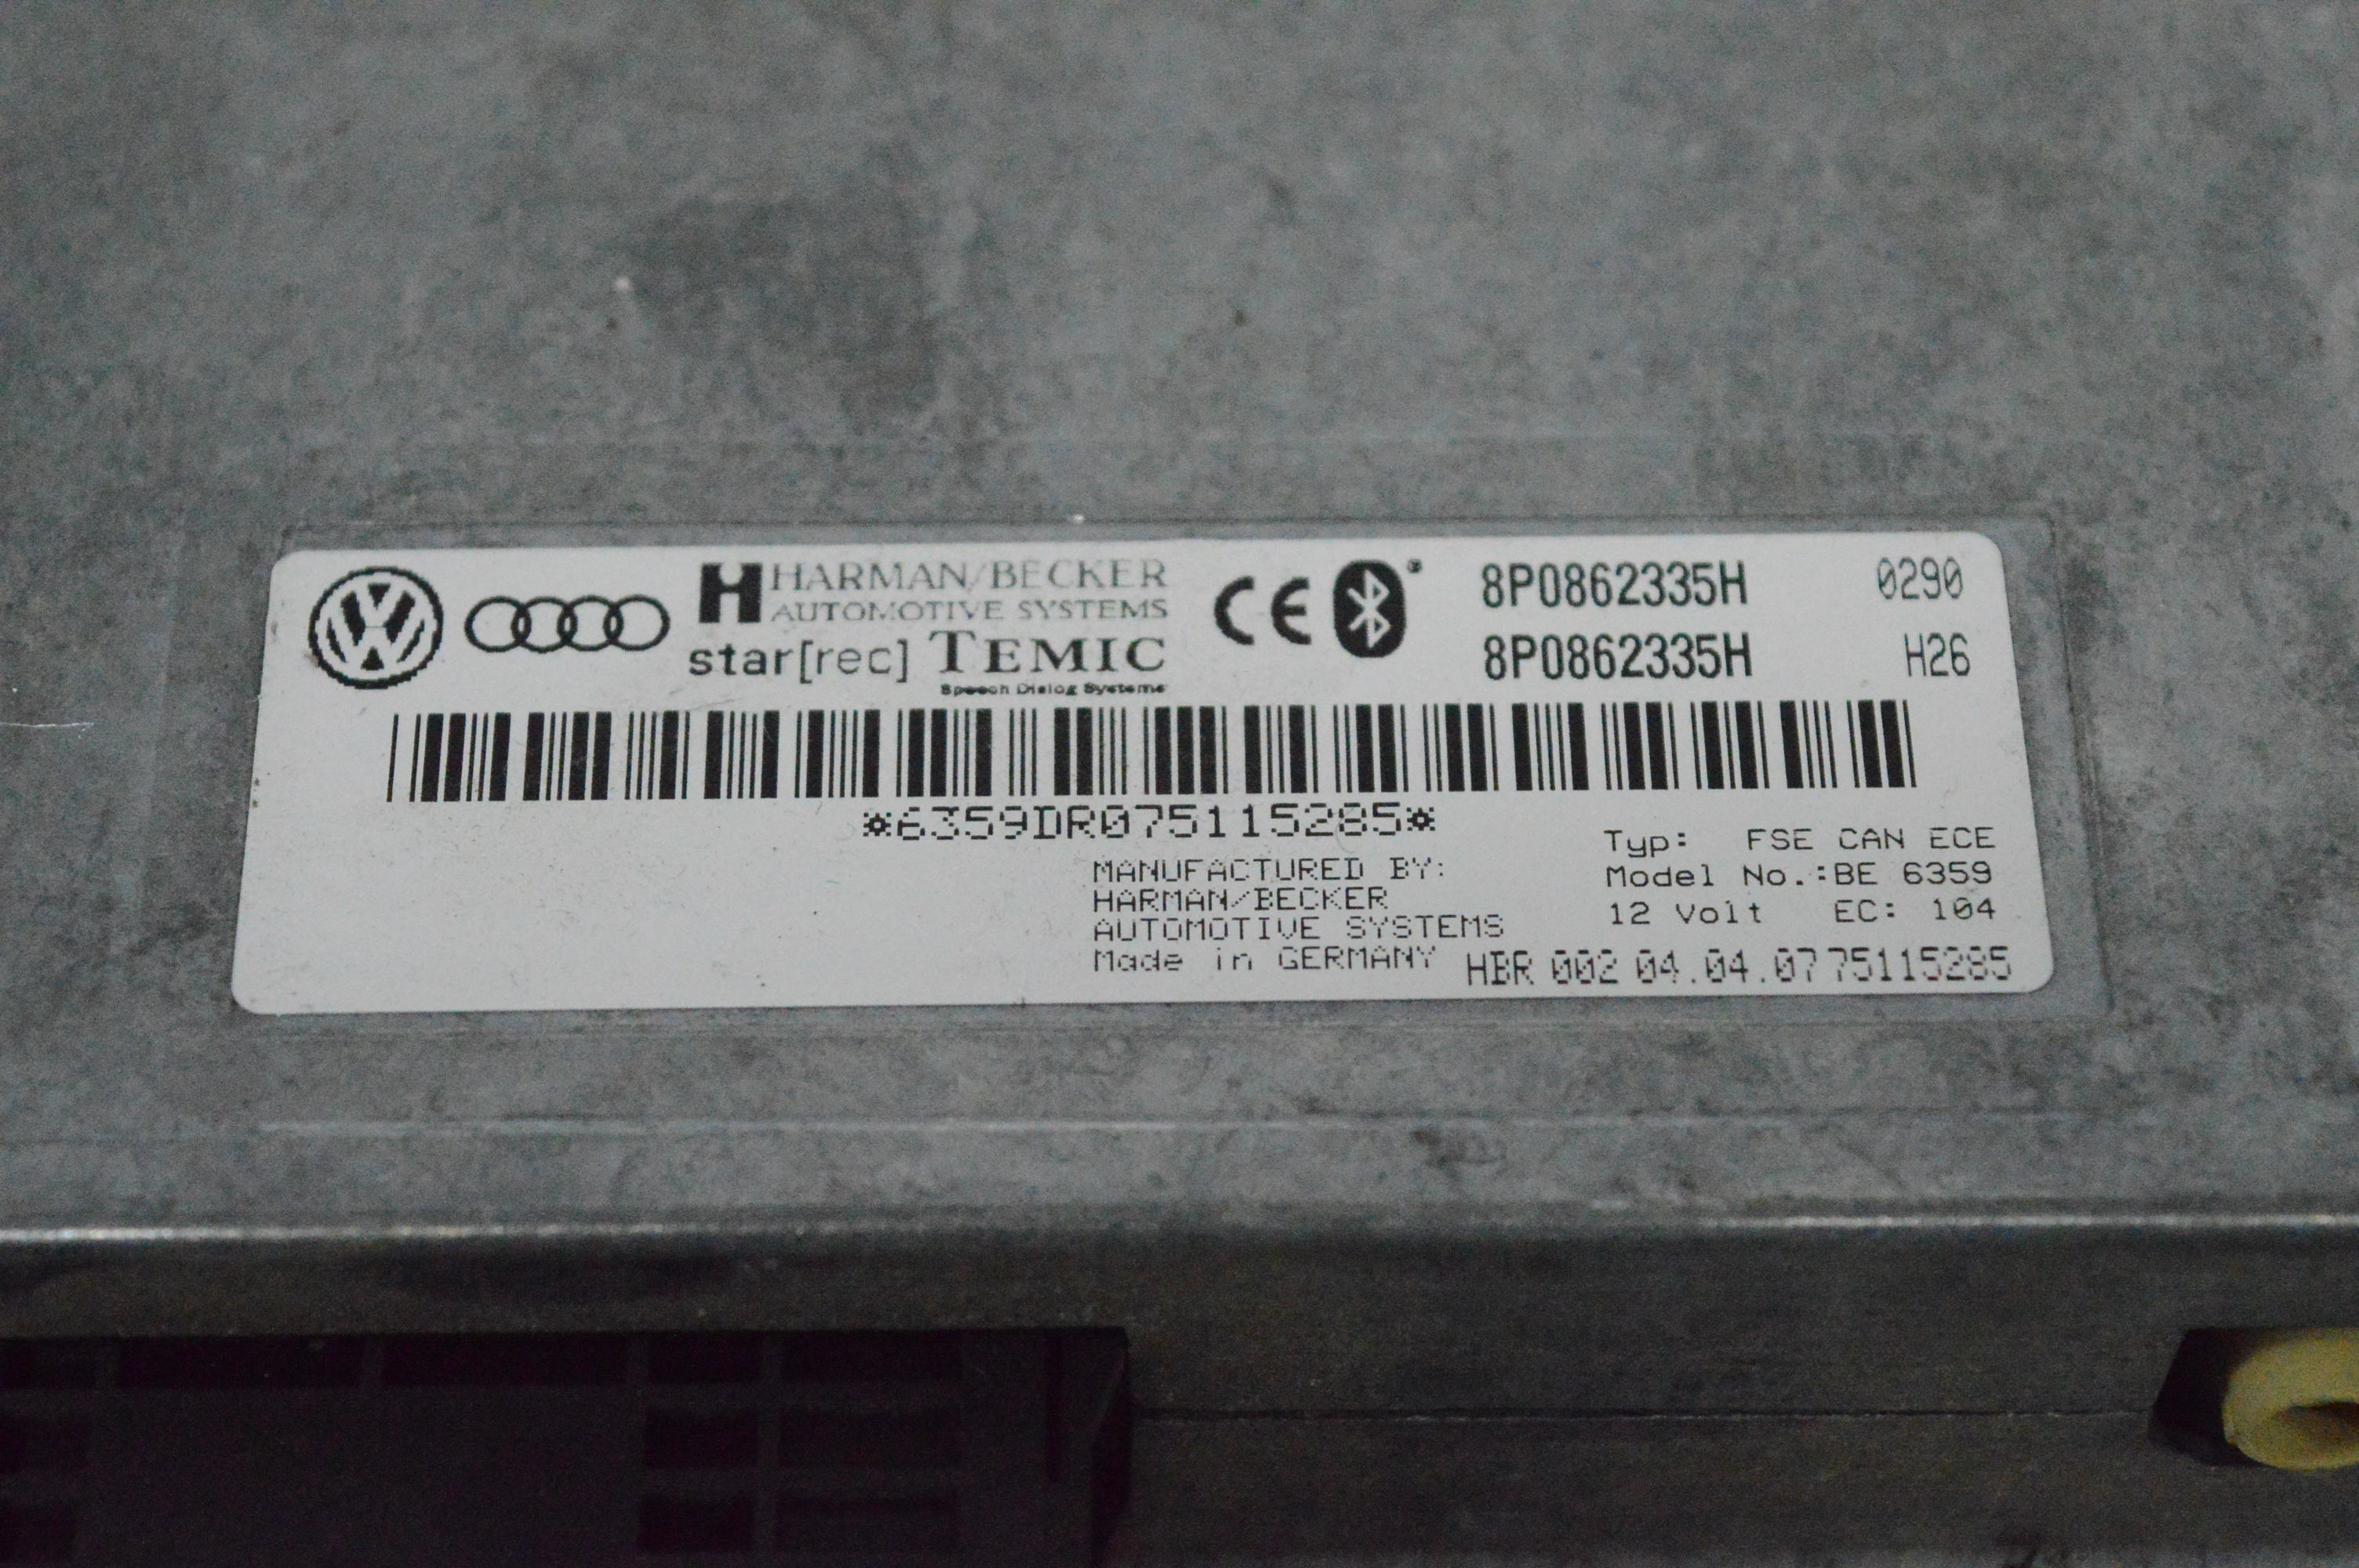 HARMAN/BECKER
AUTOMOTIVE SYSTEMS
star[rec] TEMIC
Speech Dialog Systems
CE
8P0862335H 0290
8P0862335H H26
*6359DR075115285*
MANUFACTURED BY:
HARMAN/BECKER
AUTOMOTIVE SYSTEMS
Made in GERMANY
Typ: FSE CAN ECE
Model No.:BE 6359
12 Volt EC: 104
HBR 002 04.04.07 75115285